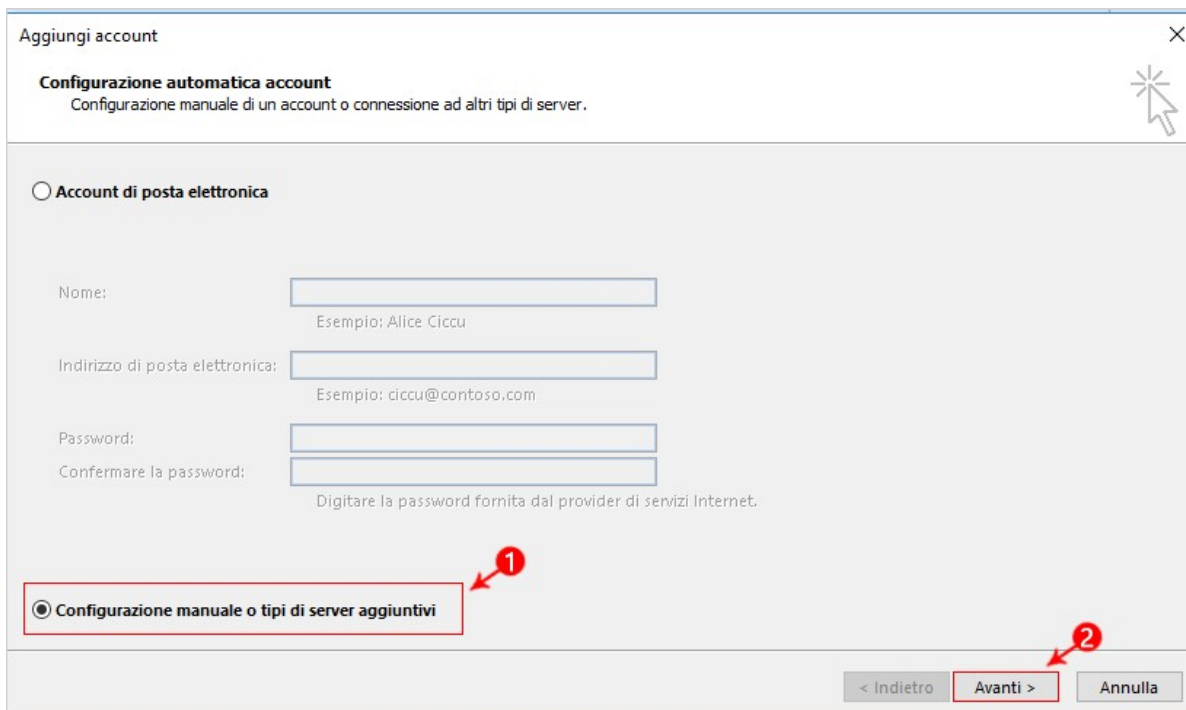 Aggiungi account
Configurazione automatica account
Configurazione manuale di un account o connessione ad altri tipi di server.
Account di posta elettronica
Nome:
Esempio: Alice Ciccu
Indirizzo di posta elettronica:
Esempio: ciccu@contoso.com
Password:
Confermare la password:
Digitare la password fornita dal provider di servizi Internet.
1
Configurazione manuale o tipi di server aggiuntivi
2
< Indietro Avanti > Annulla